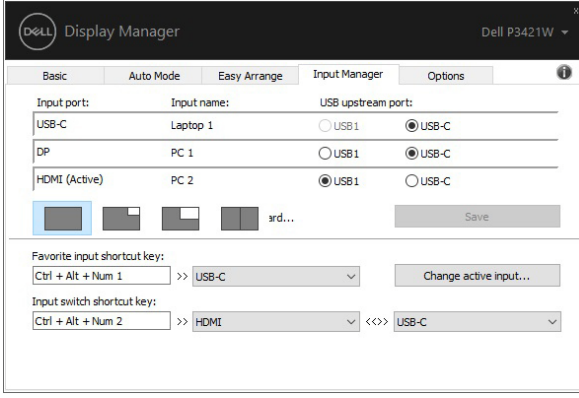 DELL Display Manager Dell P3421W
Basic Auto Mode Easy Arrange Input Manager Options
Input port: Input name: USB upstream port:
USB-C Laptop 1 USB1 USB-C
DP PC 1 USB1 USB-C
HDMI (Active) PC 2 USB1 USB-C
ard... Save
Favorite input shortcut key:
Ctrl + Alt + Num 1 >> USB-C Change active input...
Input switch shortcut key:
Ctrl + Alt + Num 2 >> HDMI <<>> USB-C